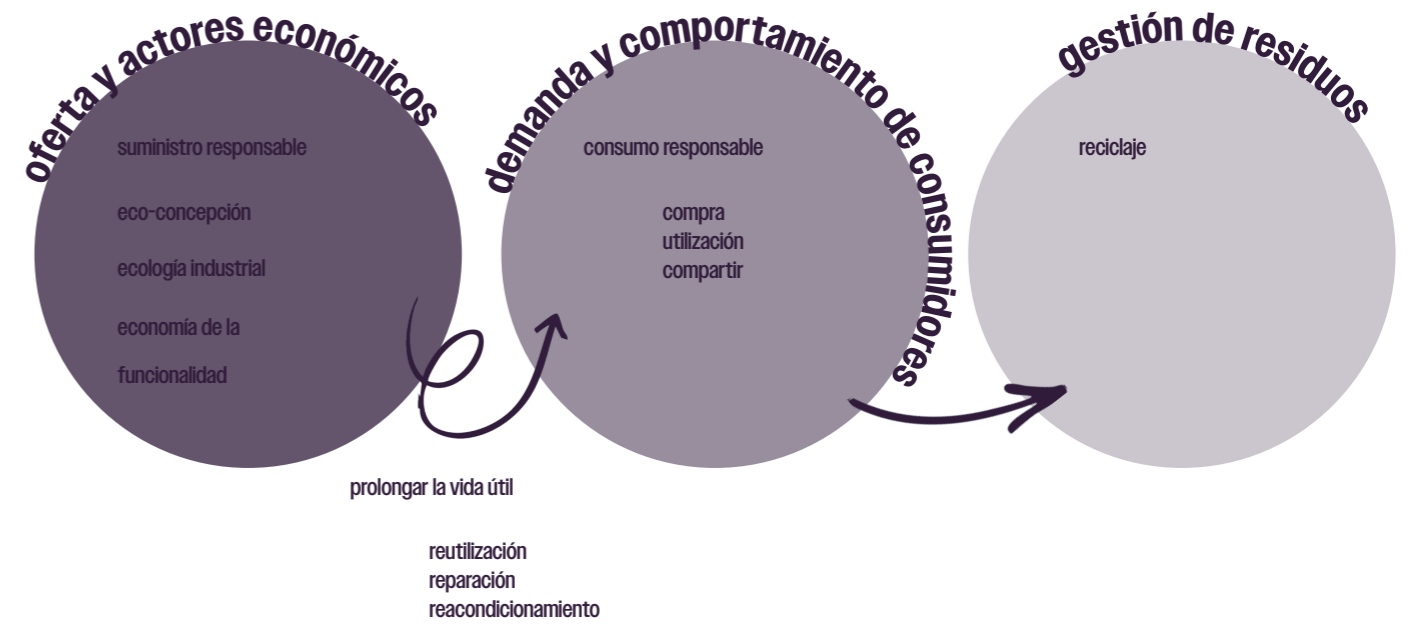 oferta y actores económicos
suministro responsable
eco-concepción
ecología industrial
economía de la
funcionalidad
prolongar la vida útil
reutilización
reparación
reacondicionamiento
demanda y comportamiento de consumidores
consumo responsable
compra
utilización
compartir
gestión de residuos
reciclaje